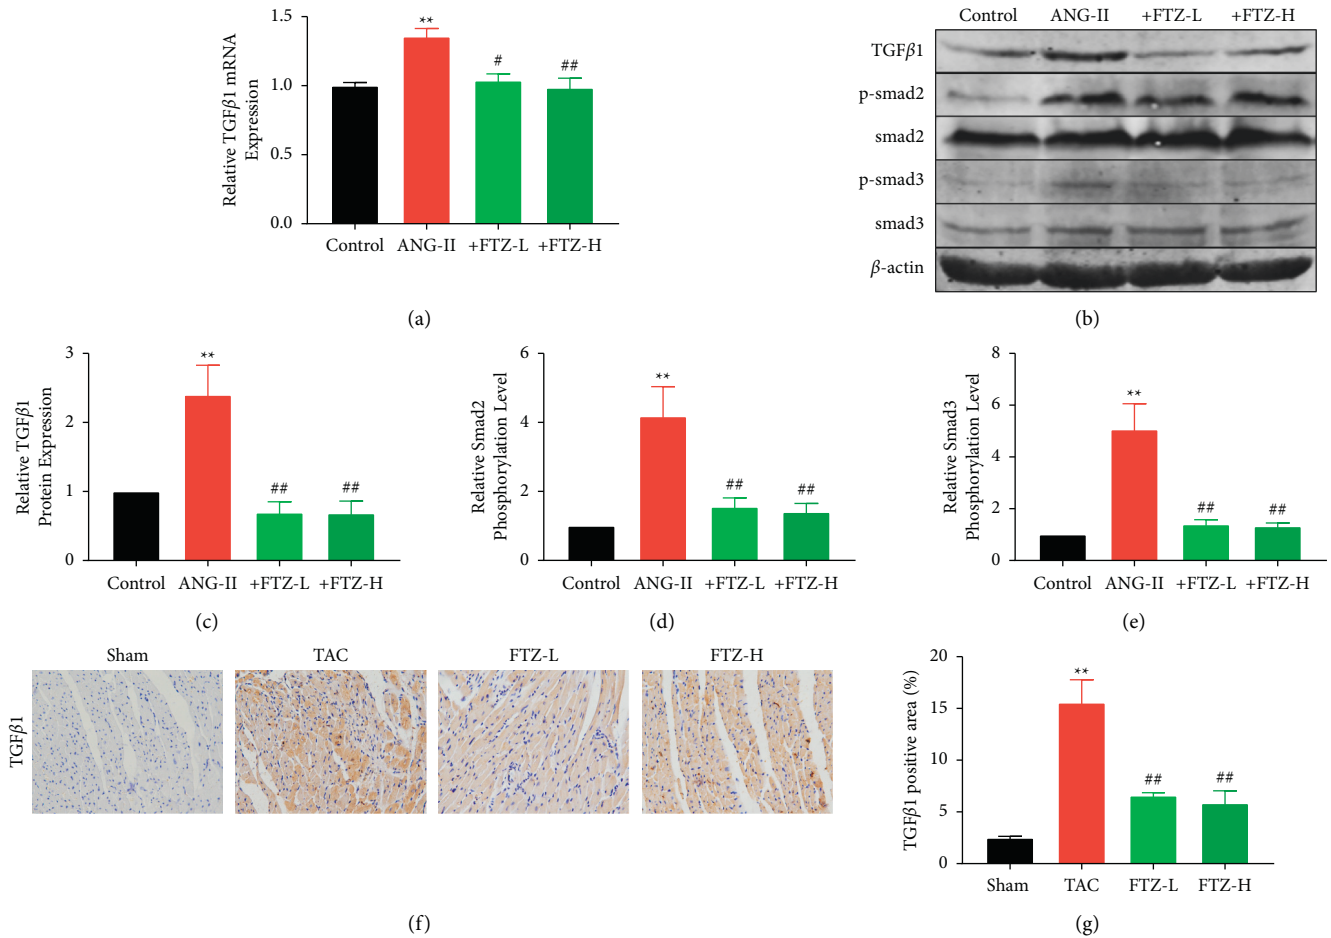 Relative TGFβ1 mRNA
Expression
1.5
1.0
0.5
0.0
**
#
##
Control ANG-II +FTZ-L +FTZ-H
(a)
Control ANG-II +FTZ-L +FTZ-H
TGFβ1
p-smad2
smad2
p-smad3
smad3
β-actin
(b)
Relative TGFβ1
Protein Expression
3
2
1
0
**
##
##
Control ANG-II +FTZ-L +FTZ-H
(c)
Relative Smad2
Phosphorylation Level
6
4
2
0
**
##
##
Control ANG-II +FTZ-L +FTZ-H
(d)
Relative Smad3
Phosphorylation Level
8
6
4
2
0
**
##
##
Control ANG-II +FTZ-L +FTZ-H
(e)
Sham TAC FTZ-L FTZ-H
TGFβ1
(f)
TGFβ1 positive area (%)
20
15
10
5
0
**
##
##
Sham TAC FTZ-L FTZ-H
(g)